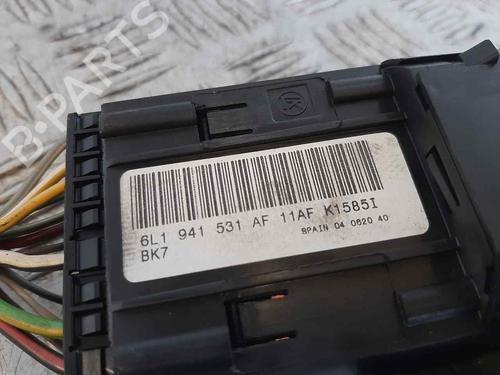 B-PARTS
K
6L1 941 531 AF 11AF K1585I
BK7
SPAIN 04 0620 40